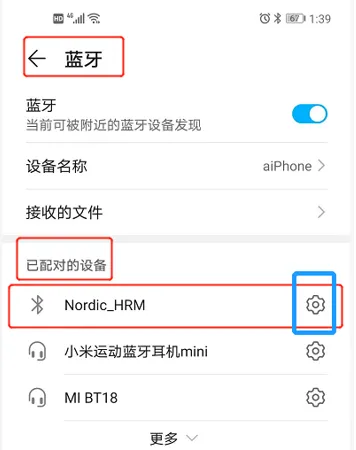 HD 4G 67 1:39
蓝牙
蓝牙
当前可被附近的蓝牙设备发现
设备名称 aiPhone
接收的文件
已配对的设备
Nordic_HRM
小米运动蓝牙耳机mini
MI BT18
更多